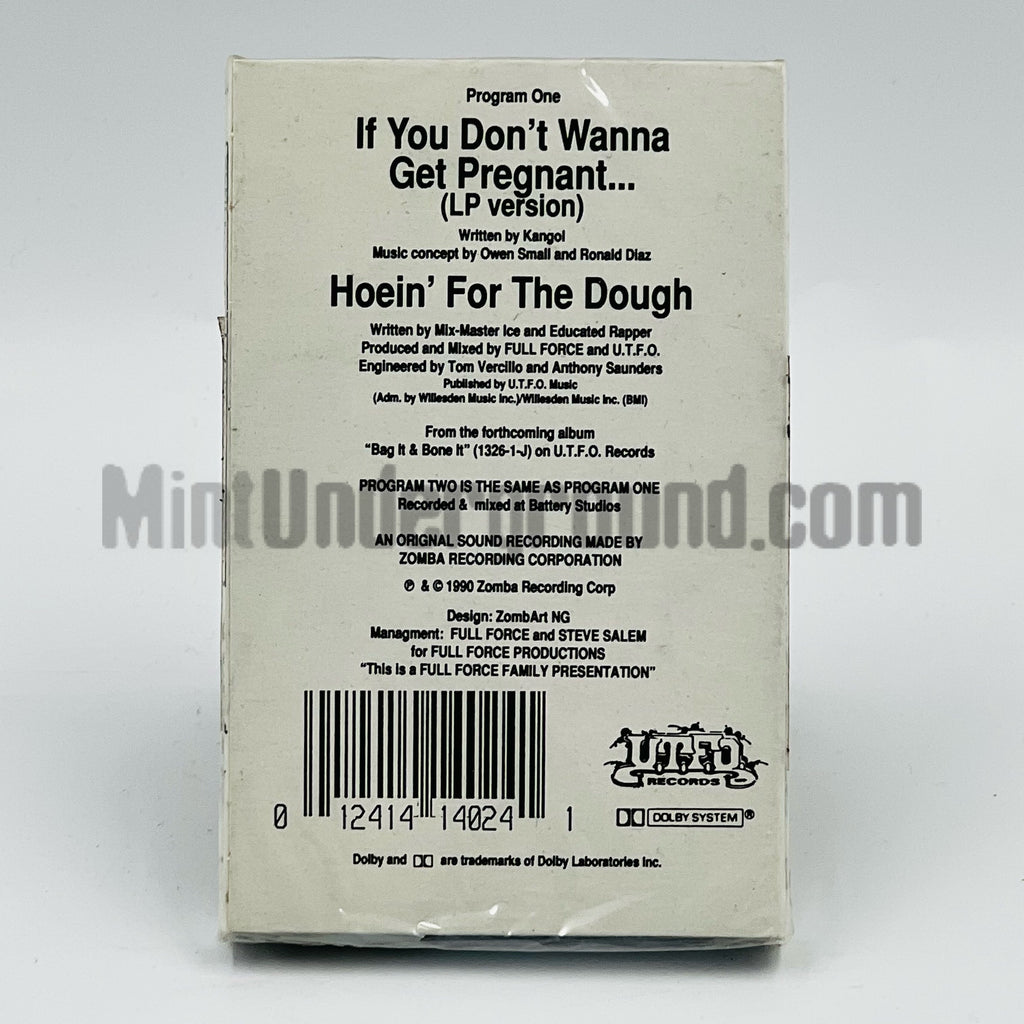 Program One
If You Don't Wanna
Get Pregnant...
(LP version)
Written by Kangol
Music concept by Owen Small and Ronald Diaz
Hoein' For The Dough
Written by Mix-Master Ice and Educated Rapper
Produced and Mixed by FULL FORCE and U.T.F.O.
Engineered by Tom Vercillo and Anthony Saunders
Published by U.T.F.O. Music
(Adm. by Willesden Music Inc.)/Willesden Music Inc. (BMI)
From the forthcoming album
"Bag It & Bone It" (1326-1-J) on U.T.F.O. Records
MintUnderground.com
PROGRAM TWO IS THE SAME AS PROGRAM ONE
Recorded & mixed at Battery Studios
AN ORIGNAL SOUND RECORDING MADE BY
ZOMBA RECORDING CORPORATION
℗ & © 1990 Zomba Recording Corp
Design: ZombArt NG
Managment: FULL FORCE and STEVE SALEM
for FULL FORCE PRODUCTIONS
"This is a FULL FORCE FAMILY PRESENTATION"
U.T.F.O.
RECORDS
0 12414 14024 1
DOLBY SYSTEM®
Dolby and are trademarks of Dolby Laboratories Inc.